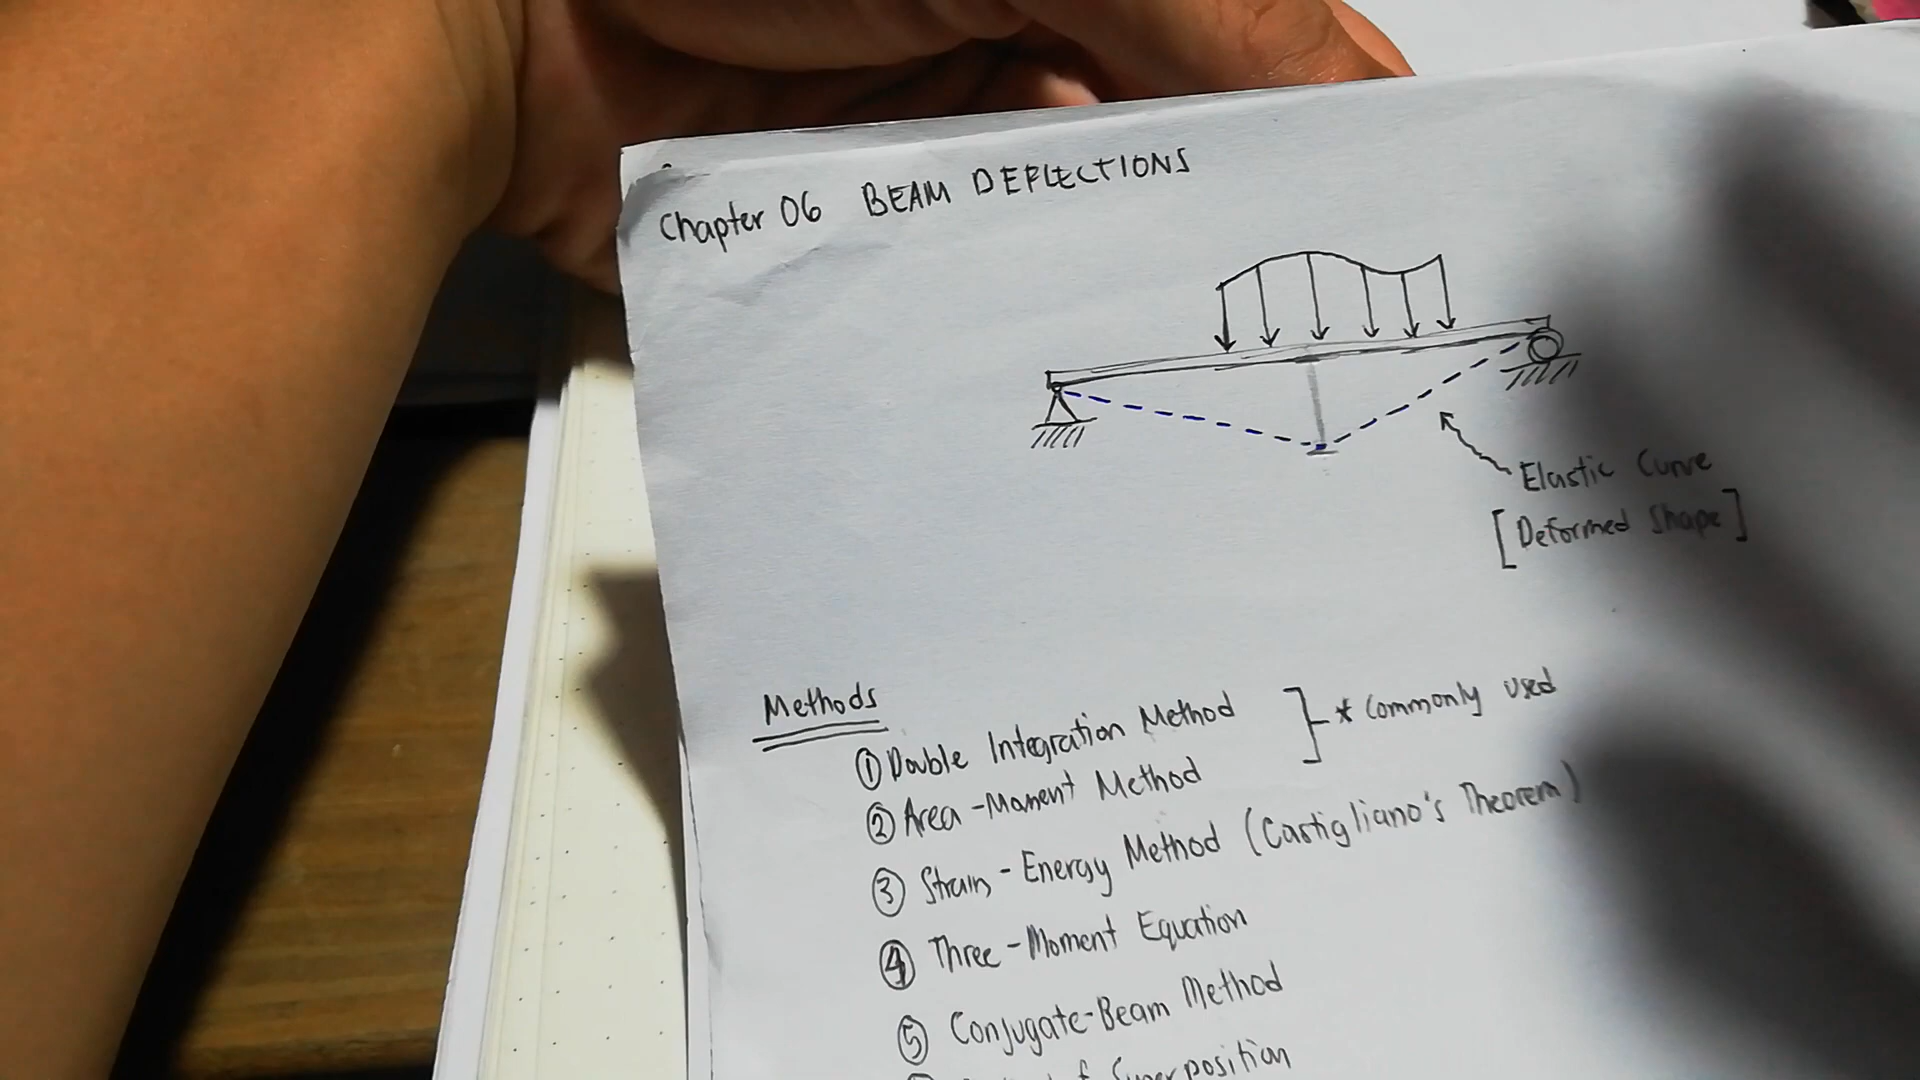 Chapter 06 BEAM DEFLECTIONS
Elastic Curve
[Deformed Shape]
Methods
① Double Integration Method
* Commonly used
② Area-Moment Method
③ Strain-Energy Method (Castigliano's Theorem)
④ Three-Moment Equation
⑤ Conjugate-Beam Method
Superposition